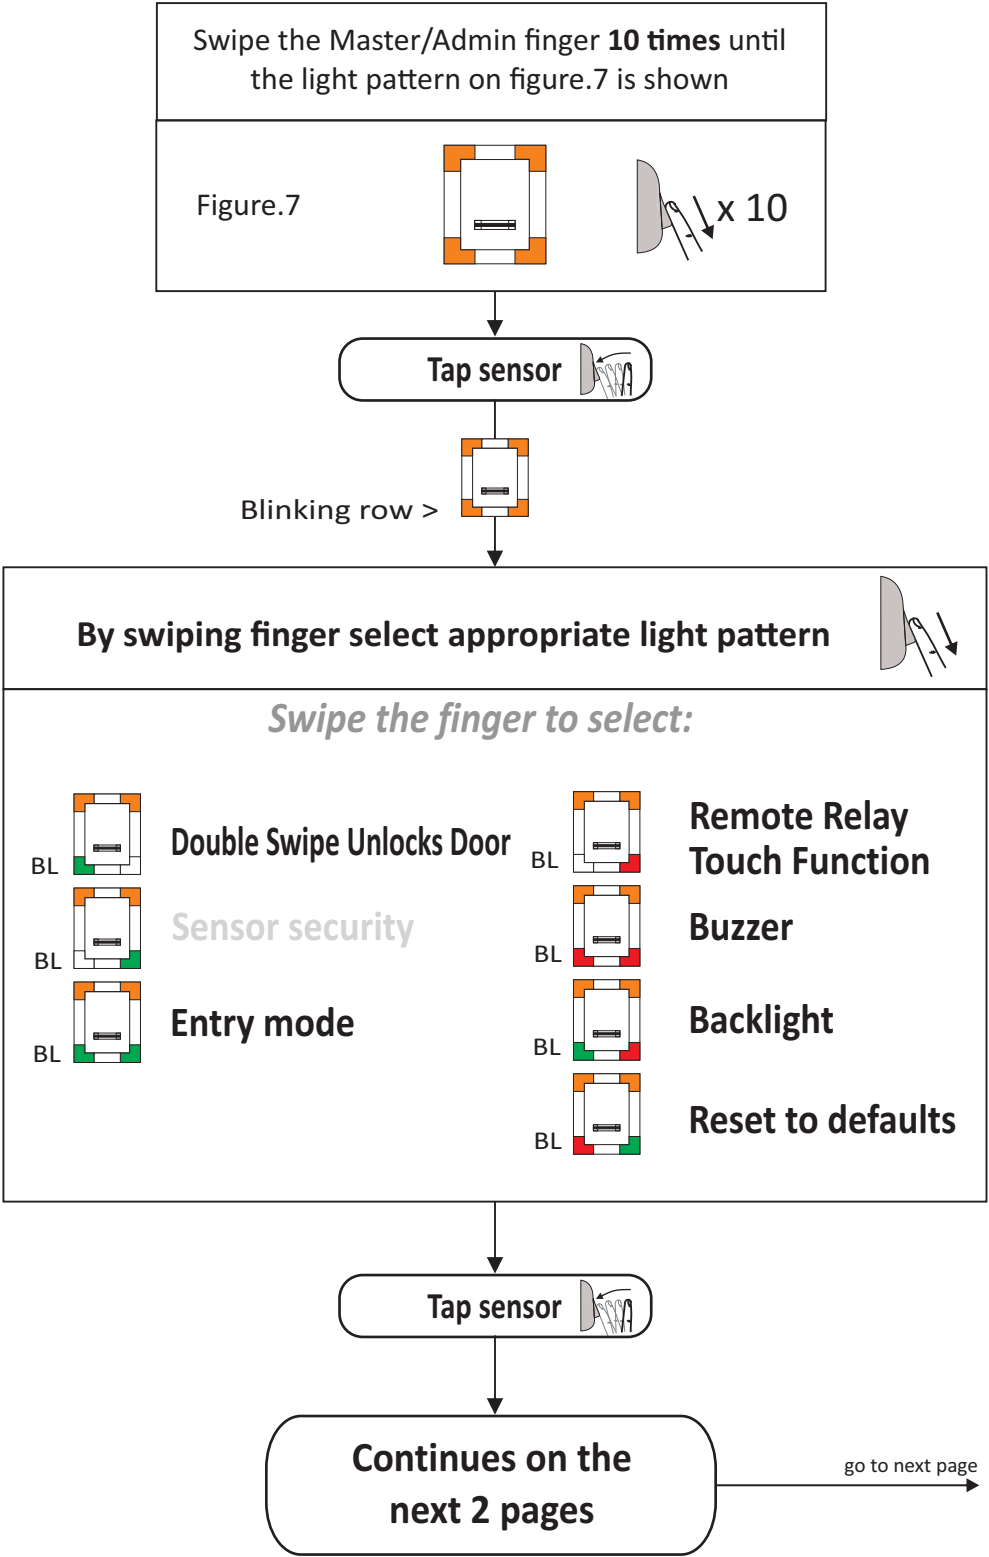 Swipe the Master/Admin finger 10 times until
the light pattern on figure.7 is shown
Figure.7
x 10
Tap sensor
Blinking row >
By swiping finger select appropriate light pattern
Swipe the finger to select:
BL
Double Swipe Unlocks Door
BL
Sensor security
BL
Entry mode
BL
Remote Relay
Touch Function
BL
Buzzer
BL
Backlight
BL
Reset to defaults
Tap sensor
Continues on the
next 2 pages
go to next page